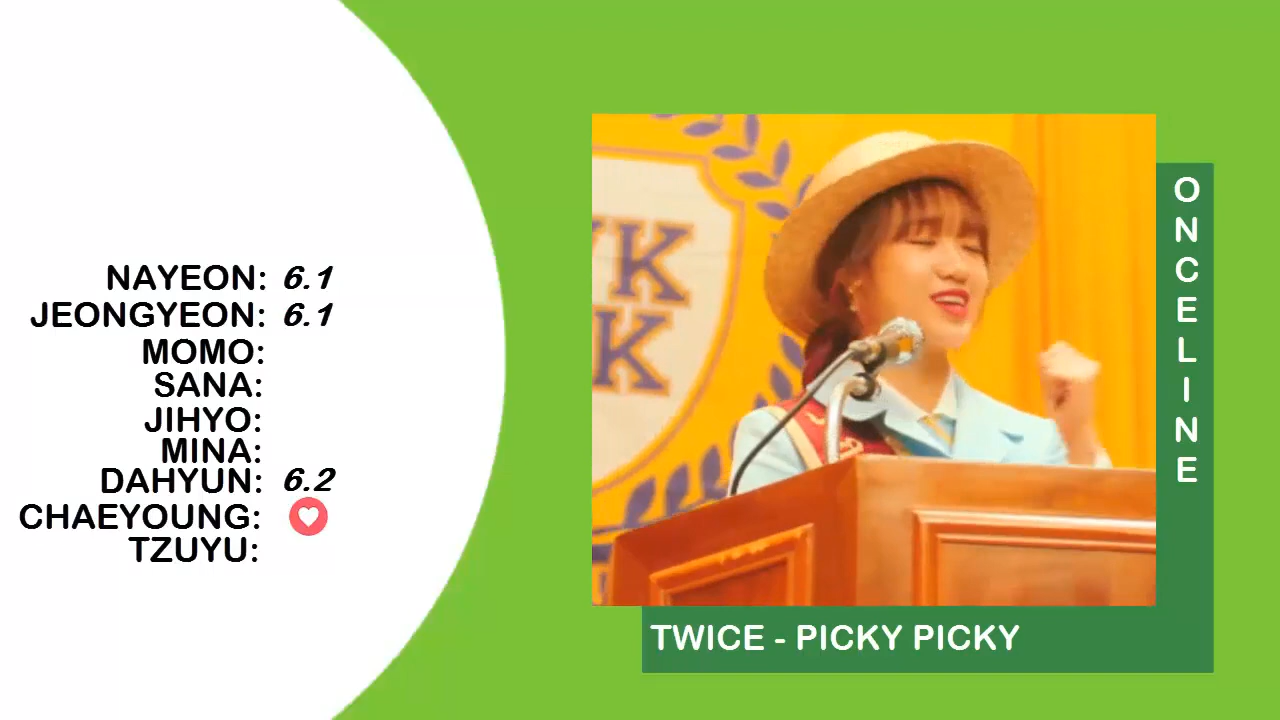 NAYEON: 6.1
JEONGYEON: 6.1
MOMO:
SANA:
JIHYO:
MINA:
DAHYUN: 6.2
CHAEYOUNG:
TZUYU:
K
K
ONCELINE
TWICE - PICKY PICKY